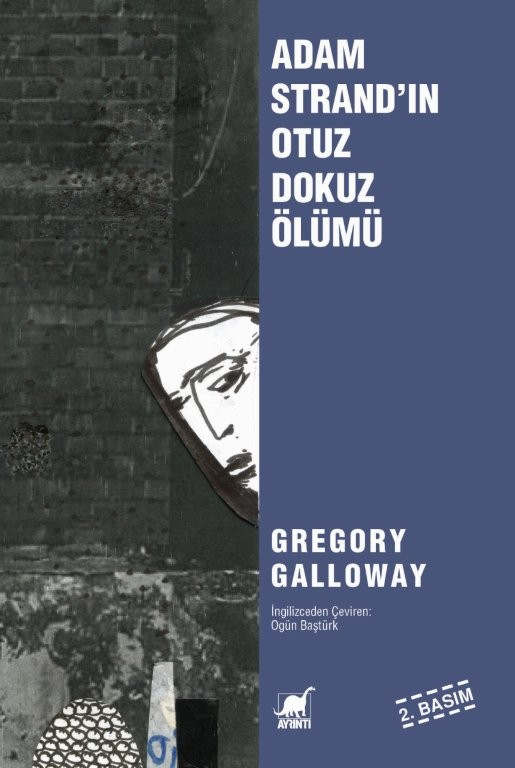 ADAM
STRAND'IN
OTUZ
DOKUZ
ÖLÜMÜ
GREGORY
GALLOWAY
İngilizceden Çeviren:
Ogün Baştürk
AYRINTI
2. BASIM